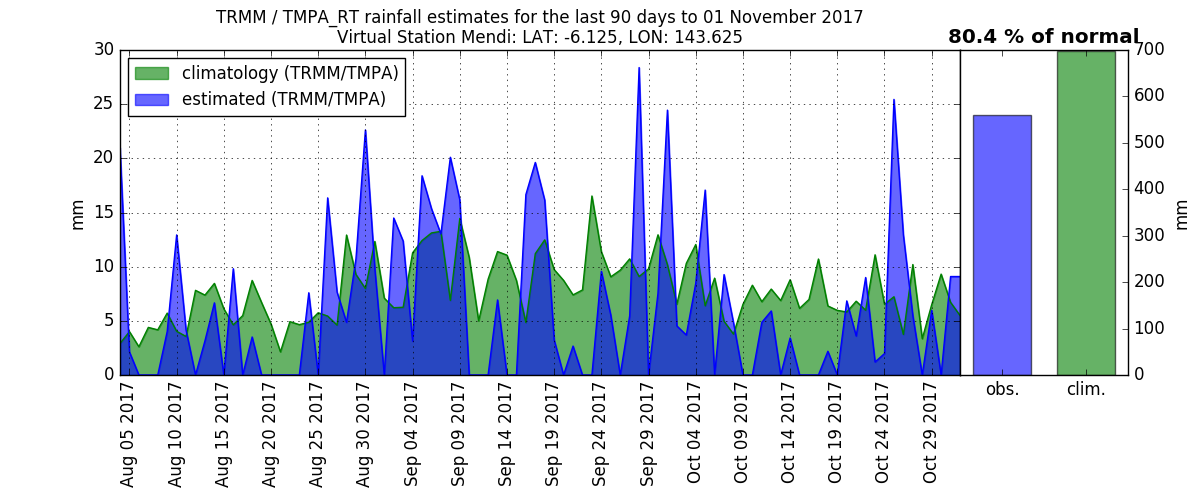 TRMM / TMPA_RT rainfall estimates for the last 90 days to 01 November 2017
Virtual Station Mendi: LAT: -6.125, LON: 143.625
80.4 % of normal
climatology (TRMM/TMPA)
estimated (TRMM/TMPA)
30
25
20
15
10
5
0
mm
Aug 05 2017
Aug 10 2017
Aug 15 2017
Aug 20 2017
Aug 25 2017
Aug 30 2017
Sep 04 2017
Sep 09 2017
Sep 14 2017
Sep 19 2017
Sep 24 2017
Sep 29 2017
Oct 04 2017
Oct 09 2017
Oct 14 2017
Oct 19 2017
Oct 24 2017
Oct 29 2017
obs.
clim.
700
600
500
400
300
200
100
0
mm